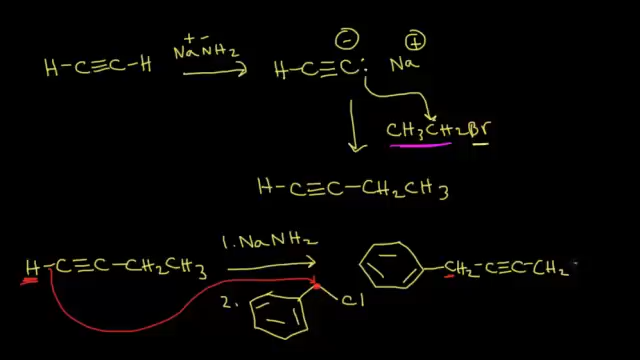 H-C≡C-H + - NaNH2 H-C≡C: - Na +
CH3CH2Br
H-C≡C-CH2CH3
H-C≡C-CH2CH3 1. NaNH2 CH2-C≡C-CH2
2. Cl